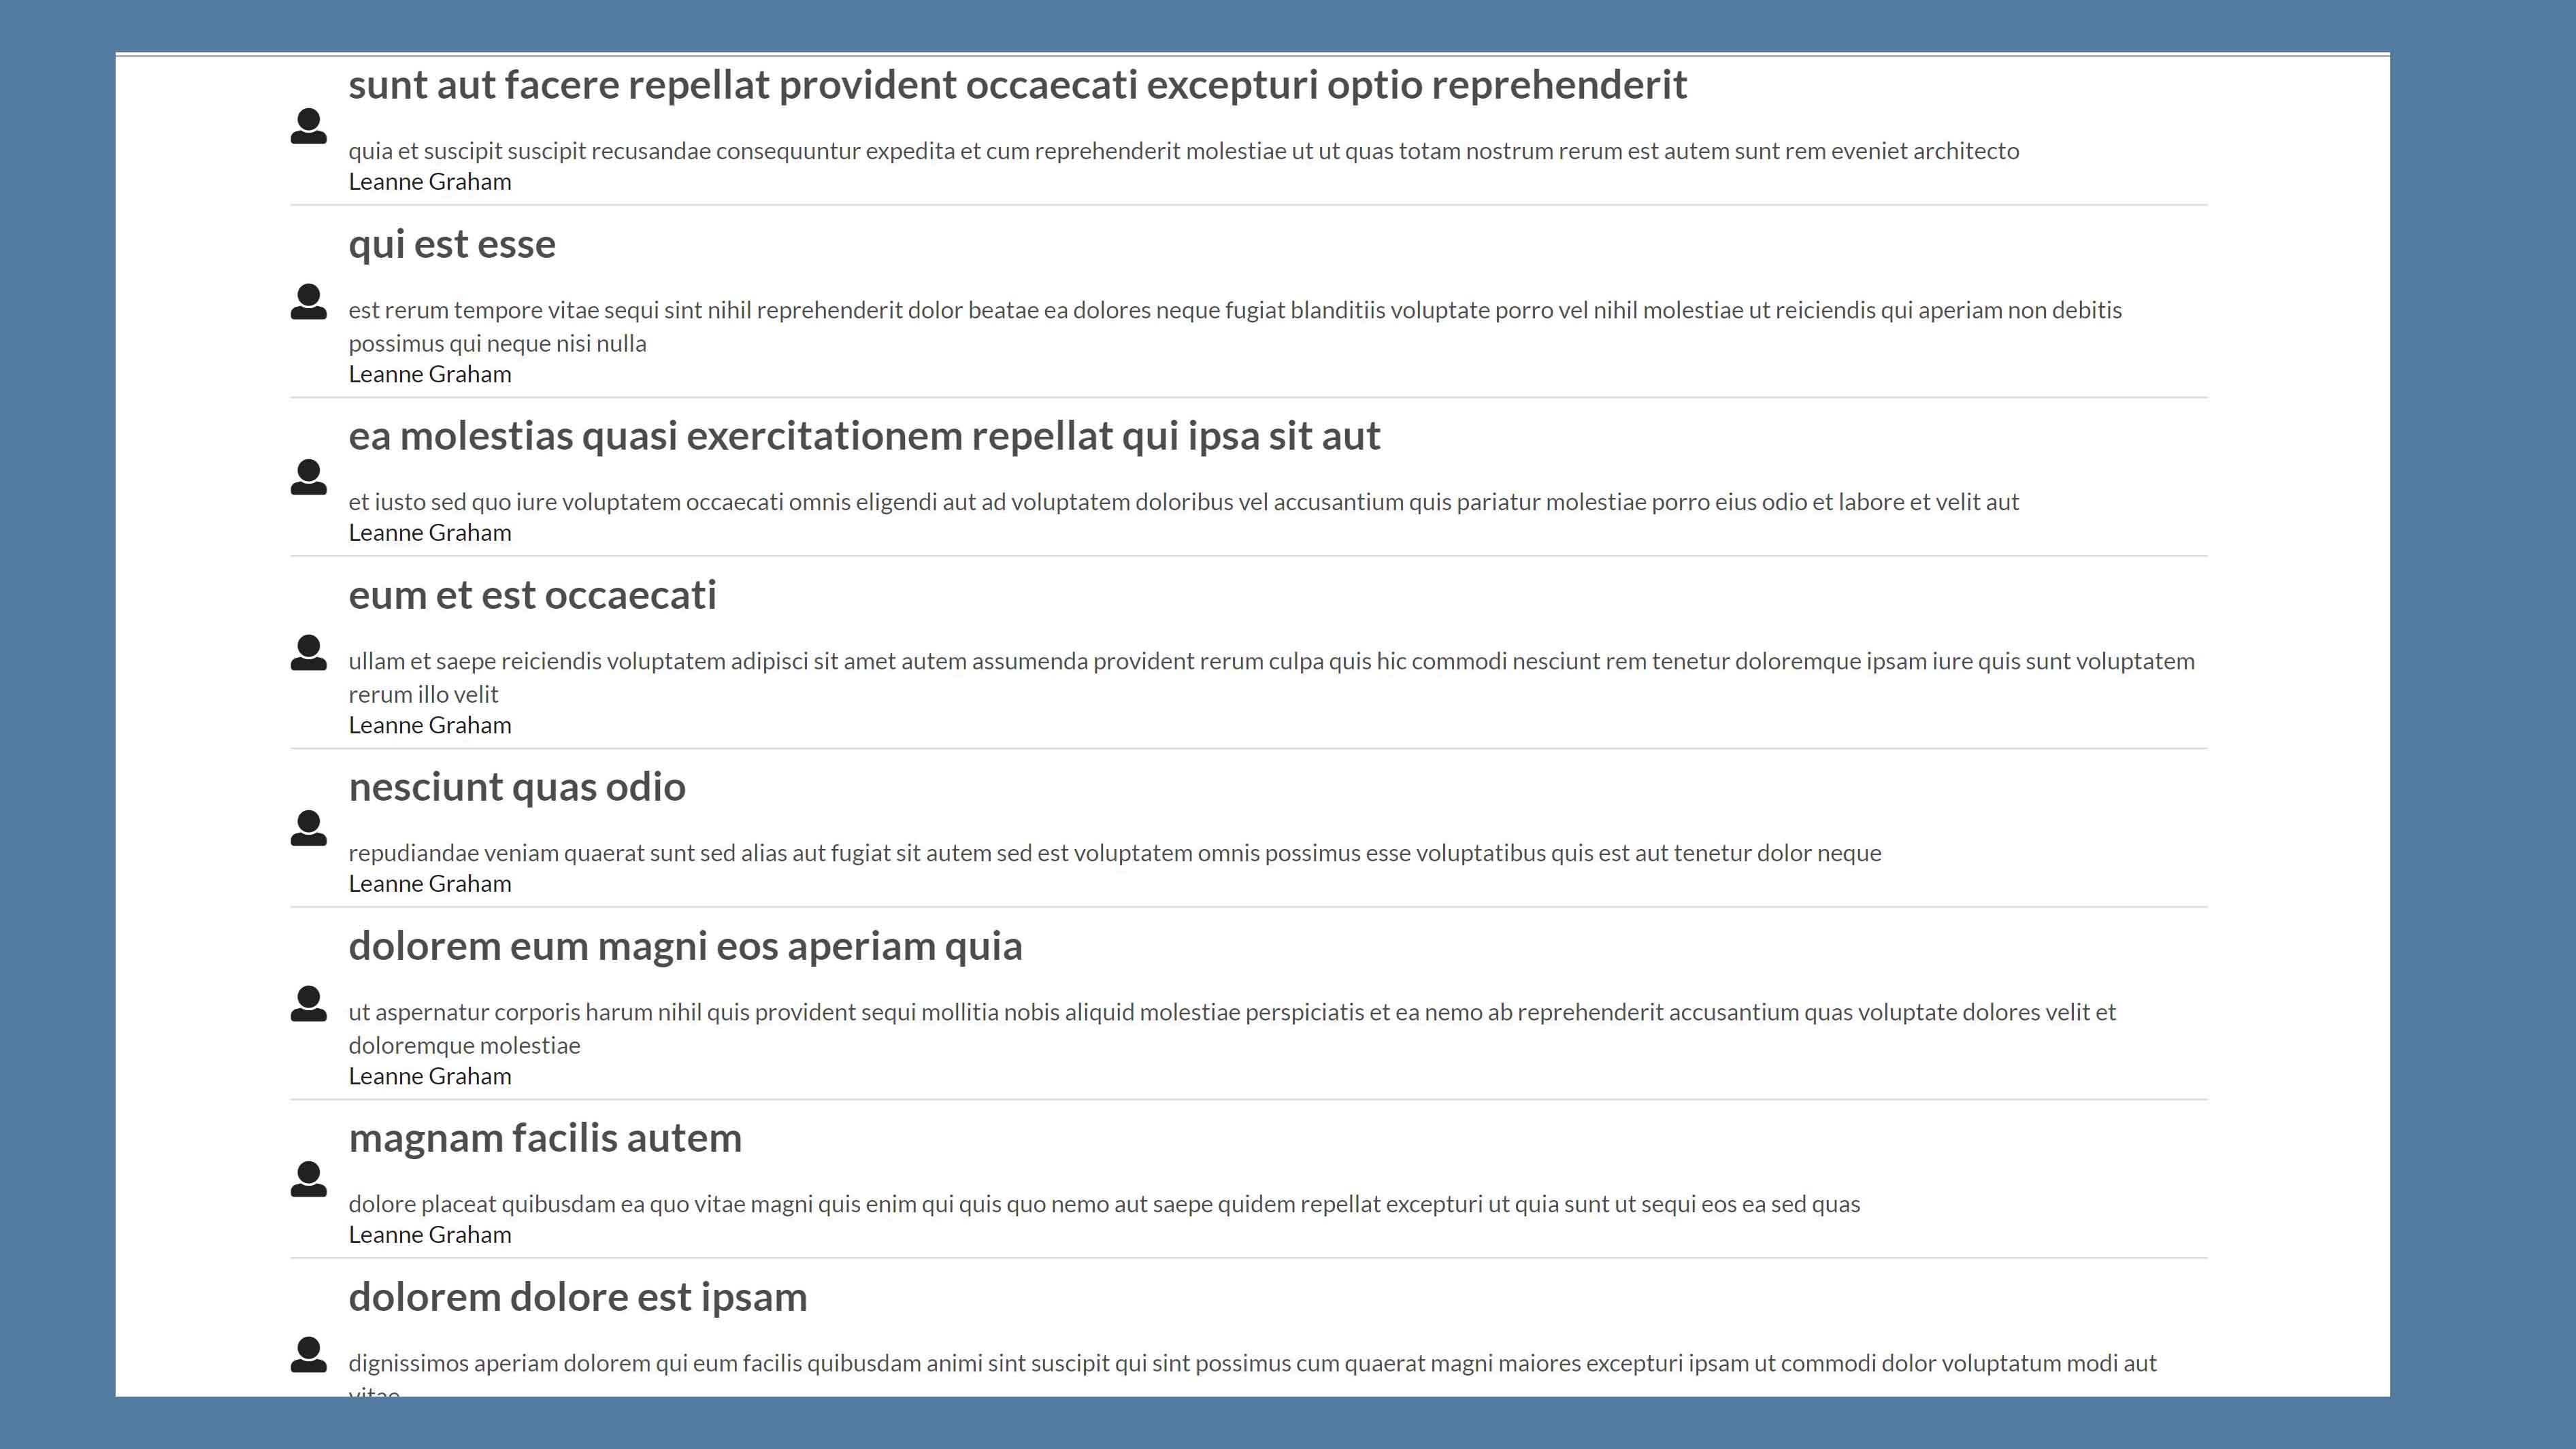 sunt aut facere repellat provident occaecati excepturi optio reprehenderit
quia et suscipit suscipit recusandae consequuntur expedita et cum reprehenderit molestiae ut ut quas totam nostrum rerum est autem sunt rem eveniet architecto
Leanne Graham
qui est esse
est rerum tempore vitae sequi sint nihil reprehenderit dolor beatae ea dolores neque fugiat blanditiis voluptate porro vel nihil molestiae ut reiciendis qui aperiam non debitis
possimus qui neque nisi nulla
Leanne Graham
ea molestias quasi exercitationem repellat qui ipsa sit aut
et iusto sed quo iure voluptatem occaecati omnis eligendi aut ad voluptatem doloribus vel accusantium quis pariatur molestiae porro eius odio et labore et velit aut
Leanne Graham
eum et est occaecati
ullam et saepe reiciendis voluptatem adipisci sit amet autem assumenda provident rerum culpa quis hic commodi nesciunt rem tenetur doloremque ipsam iure quis sunt voluptatem
rerum illo velit
Leanne Graham
nesciunt quas odio
repudiandae veniam quaerat sunt sed alias aut fugiat sit autem sed est voluptatem omnis possimus esse voluptatibus quis est aut tenetur dolor neque
Leanne Graham
dolorem eum magni eos aperiam quia
ut aspernatur corporis harum nihil quis provident sequi mollitia nobis aliquid molestiae perspiciatis et ea nemo ab reprehenderit accusantium quas voluptate dolores velit et
doloremque molestiae
Leanne Graham
magnam facilis autem
dolore placeat quibusdam ea quo vitae magni quis enim qui quis quo nemo aut saepe quidem repellat excepturi ut quia sunt ut sequi eos ea sed quas
Leanne Graham
dolorem dolore est ipsam
dignissimos aperiam dolorem qui eum facilis quibusdam animi sint suscipit qui sint possimus cum quaerat magni maiores excepturi ipsam ut commodi dolor voluptatum modi aut
vitae